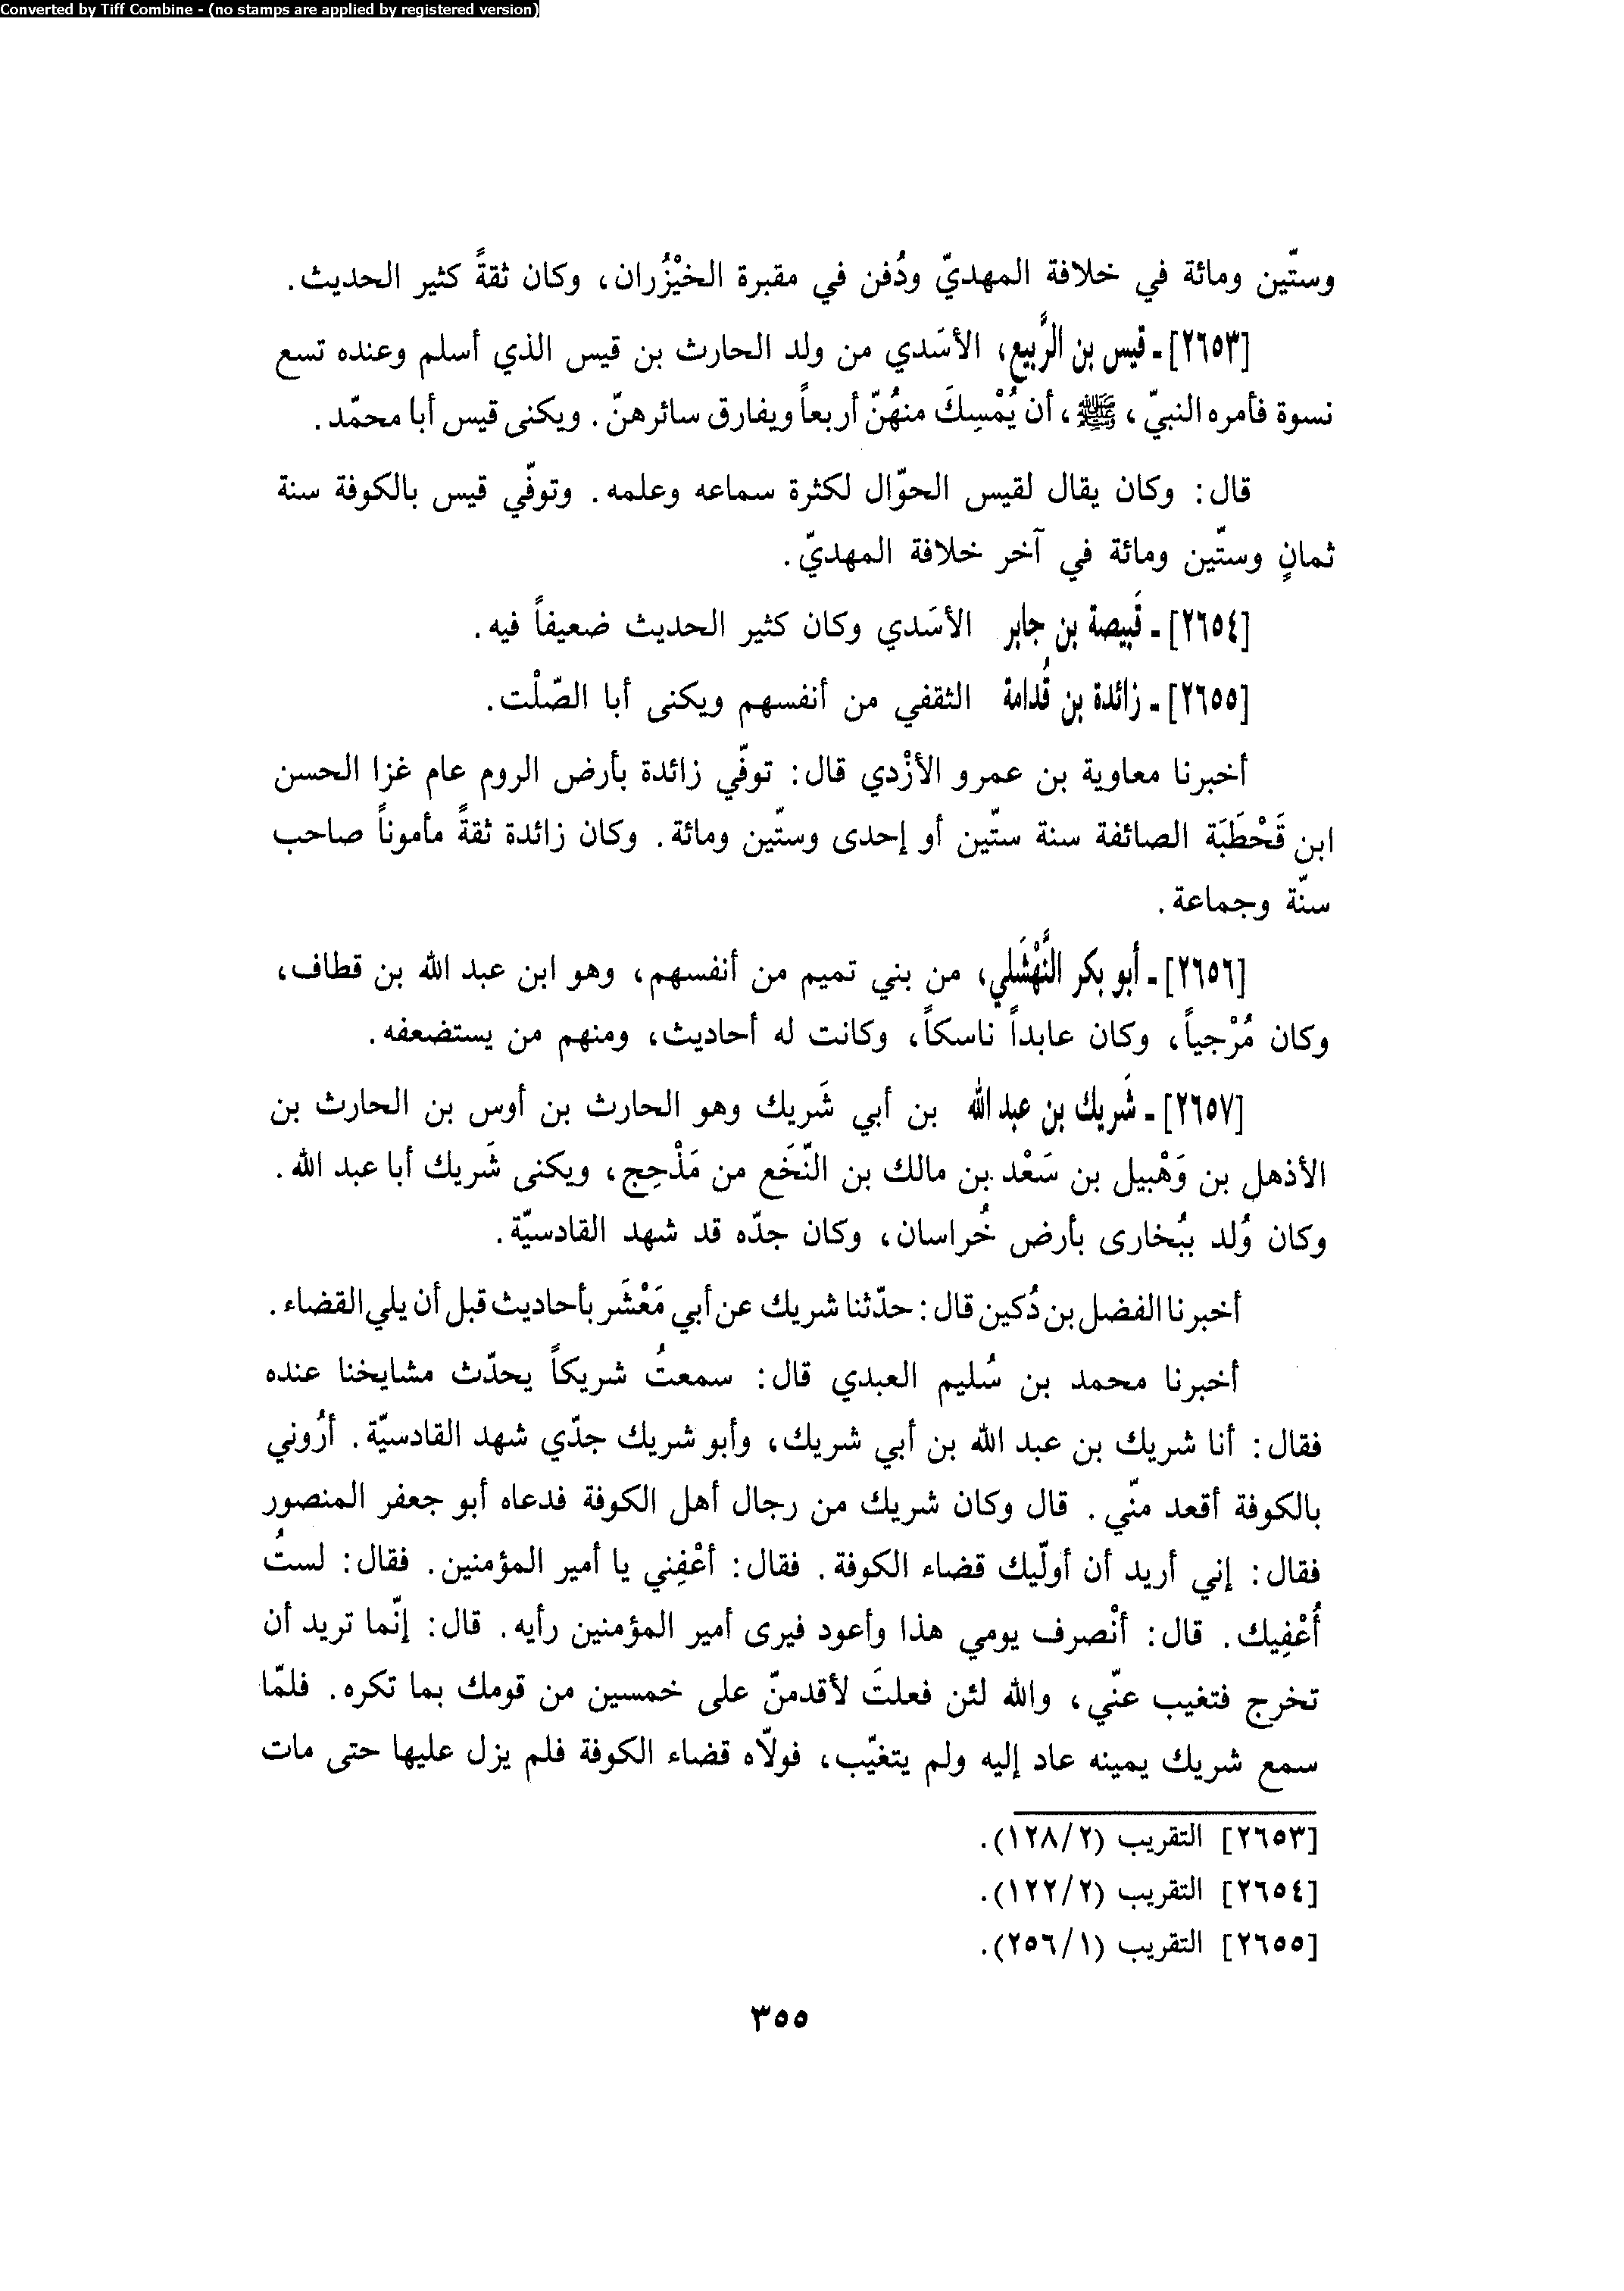 Converted by Tiff Combine - (no stamps are applied by registered version)
وستّين ومائة في خلافة المهديّ ودُفن في مقبرة الخيْزُران، وكان ثقةً كثير الحديث.
[٢٦٥٣] ـ قيس بن الرَّبيع، الأسَدي من ولد الحارث بن قيس الذي أسلم وعنده تسع
نسوة فأمره النبيّ، ﷺ، أن يُمْسِكَ منهُنّ أربعاً ويفارق سائرهنّ. ويكنى قيس أبا محمّد.
قال: وكان يقال لقيس الحوّال لكثرة سماعه وعلمه. وتوفّي قيس بالكوفة سنة
ثمانٍ وستّين ومائة في آخر خلافة المهديّ.
[٢٦٥٤] ـ قَبيصة بن جابر الأسَدي وكان كثير الحديث ضعيفاً فيه.
[٢٦٥٥] ـ زائدة بن قُدامة الثقفي من أنفسهم ويكنى أبا الصّلْت.
أخبرنا معاوية بن عمرو الأزْدي قال: توفّي زائدة بأرض الروم عام غزا الحسن
ابن قَحْطَبَة الصائفة سنة ستّين أو إحدى وستّين ومائة. وكان زائدة ثقةً مأموناً صاحب
سنّة وجماعة.
[٢٦٥٦] ـ أبو بكر النَّهْشَلي، من بني تميم من أنفسهم، وهو ابن عبد الله بن قطاف،
وكان مُرْجياً، وكان عابداً ناسكاً، وكانت له أحاديث، ومنهم من يستضعفه.
[٢٦٥٧] ـ شَريك بن عبد الله بن أبي شَريك وهو الحارث بن أوس بن الحارث بن
الأذهل بن وَهْبيل بن سَعْد بن مالك بن النّخَع من مَذْحِج، ويكنى شَريك أبا عبد الله.
وكان وُلد ببُخارى بأرض خُراسان، وكان جدّه قد شهد القادسيّة.
أخبرنا الفضل بن دُكين قال: حدّثنا شريك عن أبي مَعْشَر بأحاديث قبل أن يلي القضاء.
أخبرنا محمد بن سُليم العبدي قال: سمعتُ شريكاً يحدّث مشايخنا عنده
فقال: أنا شريك بن عبد الله بن أبي شريك، وأبو شريك جدّي شهد القادسيّة. أرُوني
بالكوفة أقعد منّي. قال وكان شريك من رجال أهل الكوفة فدعاه أبو جعفر المنصور
فقال: إني أريد أن أولّيك قضاء الكوفة. فقال: أعْفِني يا أمير المؤمنين. فقال: لستُ
أُعْفِيك. قال: أنْصرف يومي هذا وأعود فيرى أمير المؤمنين رأيه. قال: إنّما تريد أن
تخرج فتغيب عنّي، والله لئن فعلتَ لأقدمنّ على خمسين من قومك بما تكره. فلمّا
سمع شريك يمينه عاد إليه ولم يتغيّب، فولاّه قضاء الكوفة فلم يزل عليها حتى مات
[٢٦٥٣] التقريب (١٢٨/٢).
[٢٦٥٤] التقريب (١٢٢/٢).
[٢٦٥٥] التقريب (٢٥٦/١).
٣٥٥